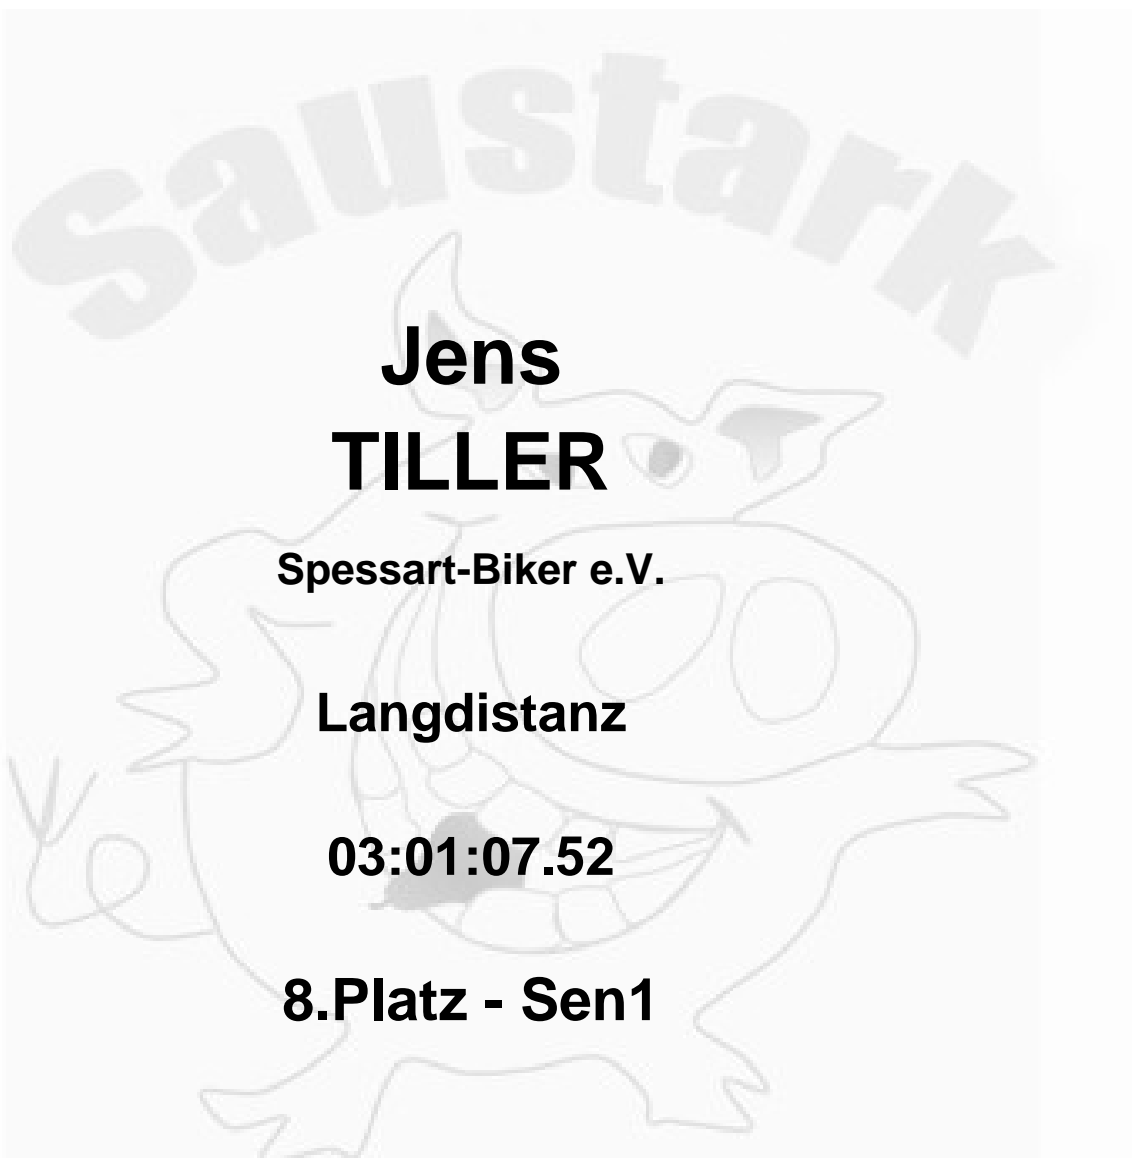 Saustark
Jens
TILLER
Spessart-Biker e.V.
Langdistanz
03:01:07.52
8.Platz - Sen1